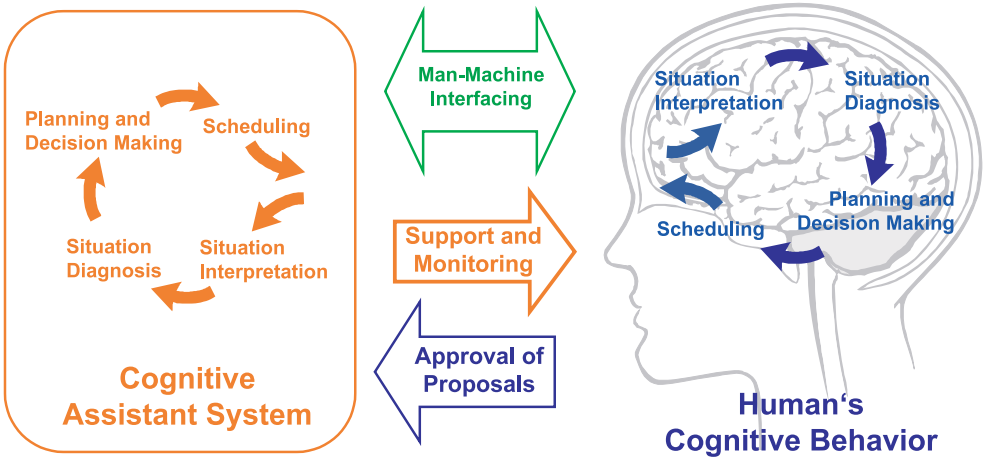 Planning and
Decision Making
Scheduling
Situation
Diagnosis
Situation
Interpretation
Cognitive
Assistant System
Man-Machine
Interfacing
Support and
Monitoring
Approval of
Proposals
Situation
Interpretation
Situation
Diagnosis
Planning and
Decision Making
Scheduling
Human‘s
Cognitive Behavior